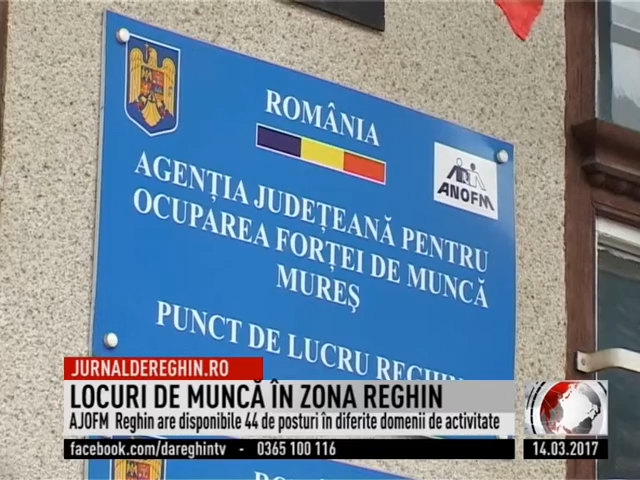 ROMÂNIA
ANOFM
AGENȚIA JUDEȚEANĂ PENTRU
OCUPAREA FORȚEI DE MUNCĂ
MUREŞ
PUNCT DE LUCRU REGHIN
JURNALDEREGHIN.RO
LOCURI DE MUNCĂ ÎN ZONA REGHIN
AJOFM Reghin are disponibile 44 de posturi în diferite domenii de activitate
facebook.com/dareghintv - 0365 100 116
14.03.2017